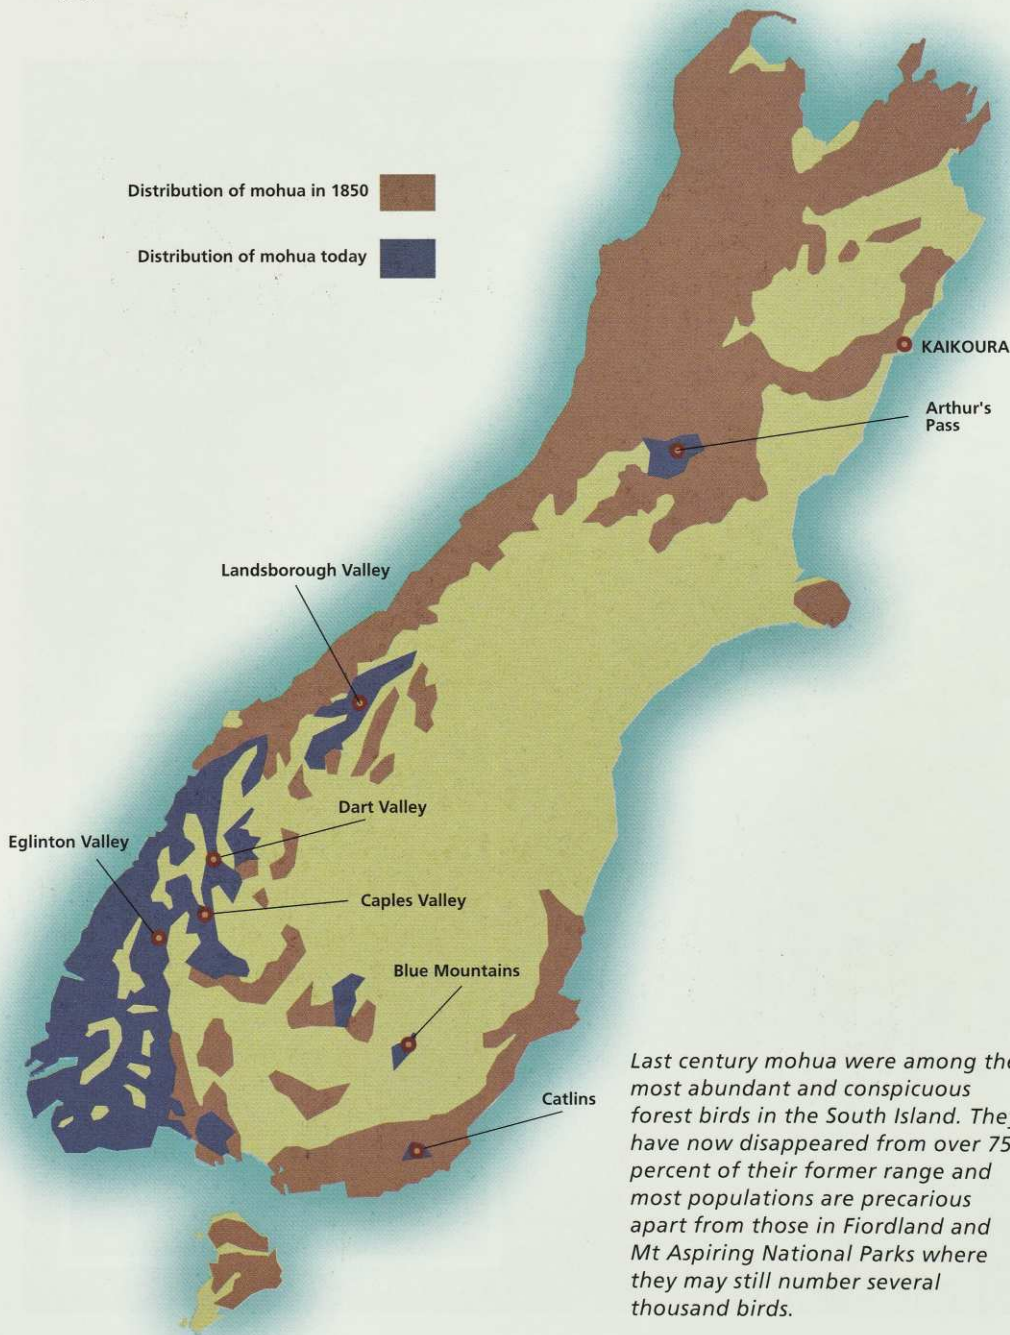 Distribution of mohua in 1850
Distribution of mohua today
KAIKOURA
Arthur's
Pass
Landsborough Valley
Dart Valley
Eglinton Valley
Caples Valley
Blue Mountains
Catlins
Last century mohua were among the
most abundant and conspicuous
forest birds in the South Island. They
have now disappeared from over 75
percent of their former range and
most populations are precarious
apart from those in Fiordland and
Mt Aspiring National Parks where
they may still number several
thousand birds.